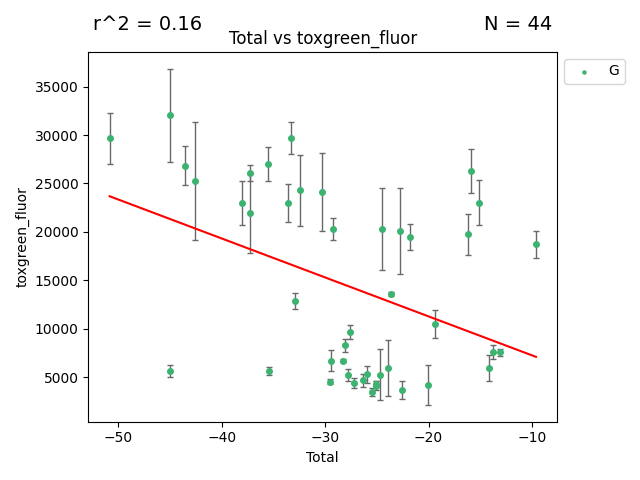 r^2 = 0.16
N = 44
Total vs toxgreen_fluor
G
35000
30000
25000
20000
15000
10000
5000
toxgreen_fluor
−50
−40
−30
−20
−10
Total